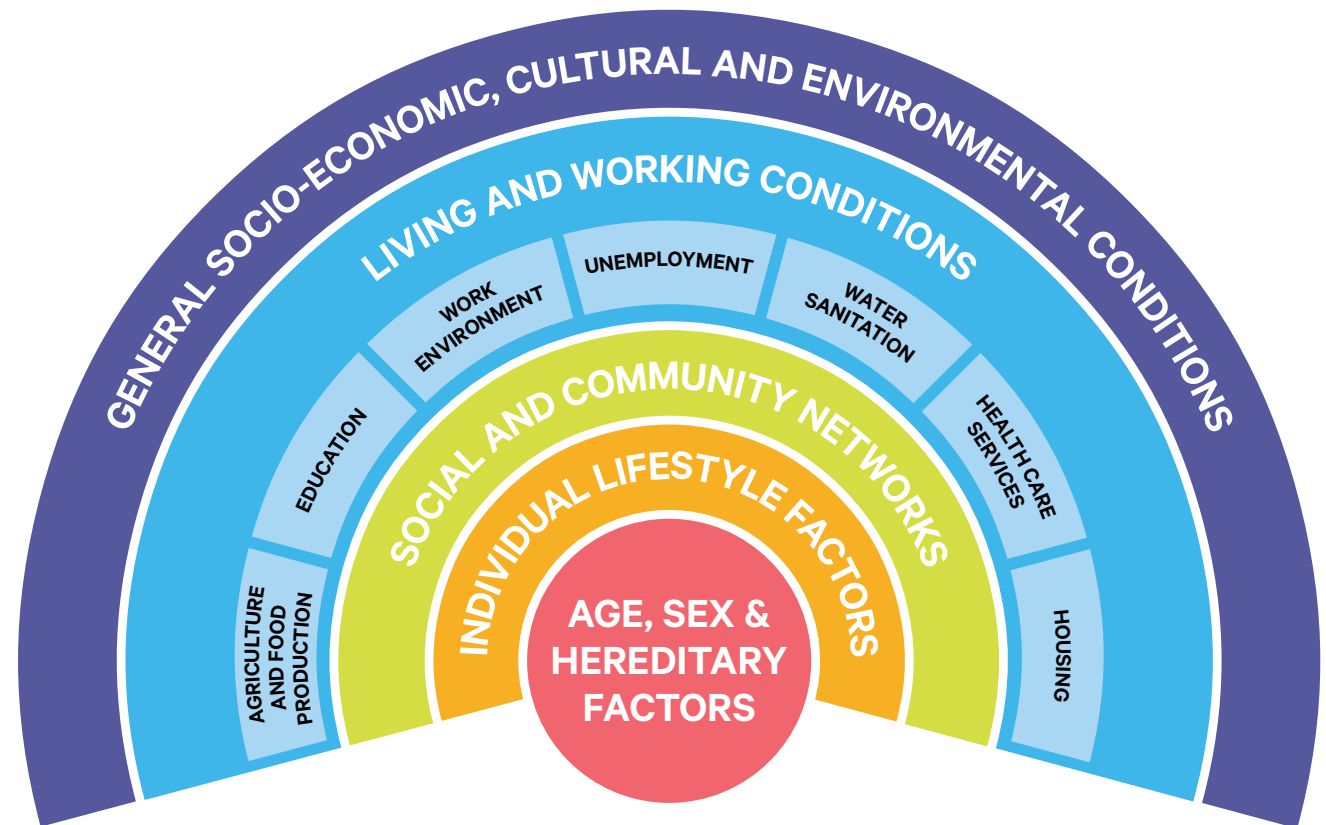 GENERAL SOCIO-ECONOMIC, CULTURAL AND ENVIRONMENTAL CONDITIONS
LIVING AND WORKING CONDITIONS
AGRICULTURE
AND FOOD
PRODUCTION
EDUCATION
WORK
ENVIRONMENT
UNEMPLOYMENT
WATER
SANITATION
HEALTH CARE
SERVICES
HOUSING
SOCIAL AND COMMUNITY NETWORKS
INDIVIDUAL LIFESTYLE FACTORS
AGE, SEX &
HEREDITARY
FACTORS